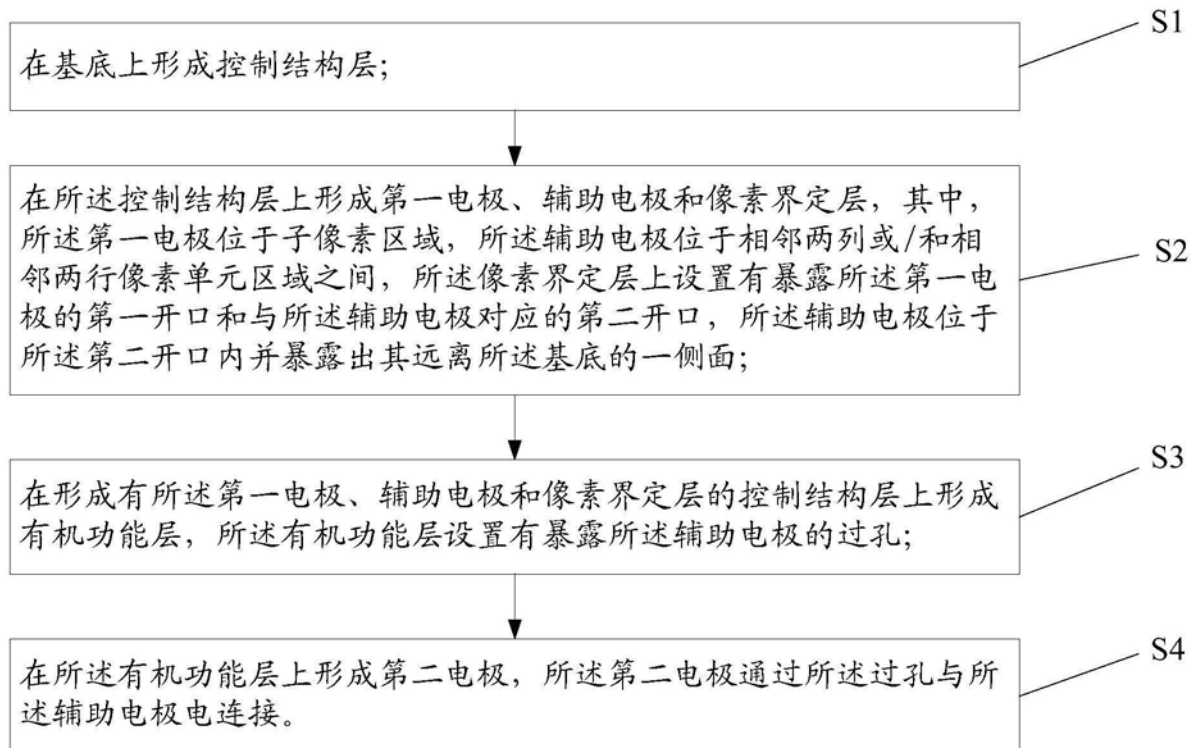 S1
在基底上形成控制结构层;
在所述控制结构层上形成第一电极、辅助电极和像素界定层,其中,
所述第一电极位于子像素区域,所述辅助电极位于相邻两列或/和相
邻两行像素单元区域之间,所述像素界定层上设置有暴露所述第一电
极的第一开口和与所述辅助电极对应的第二开口,所述辅助电极位于
所述第二开口内并暴露出其远离所述基底的一侧面;
S2
在形成有所述第一电极、辅助电极和像素界定层的控制结构层上形成
有机功能层,所述有机功能层设置有暴露所述辅助电极的过孔;
S3
在所述有机功能层上形成第二电极,所述第二电极通过所述过孔与所
述辅助电极电连接。
S4